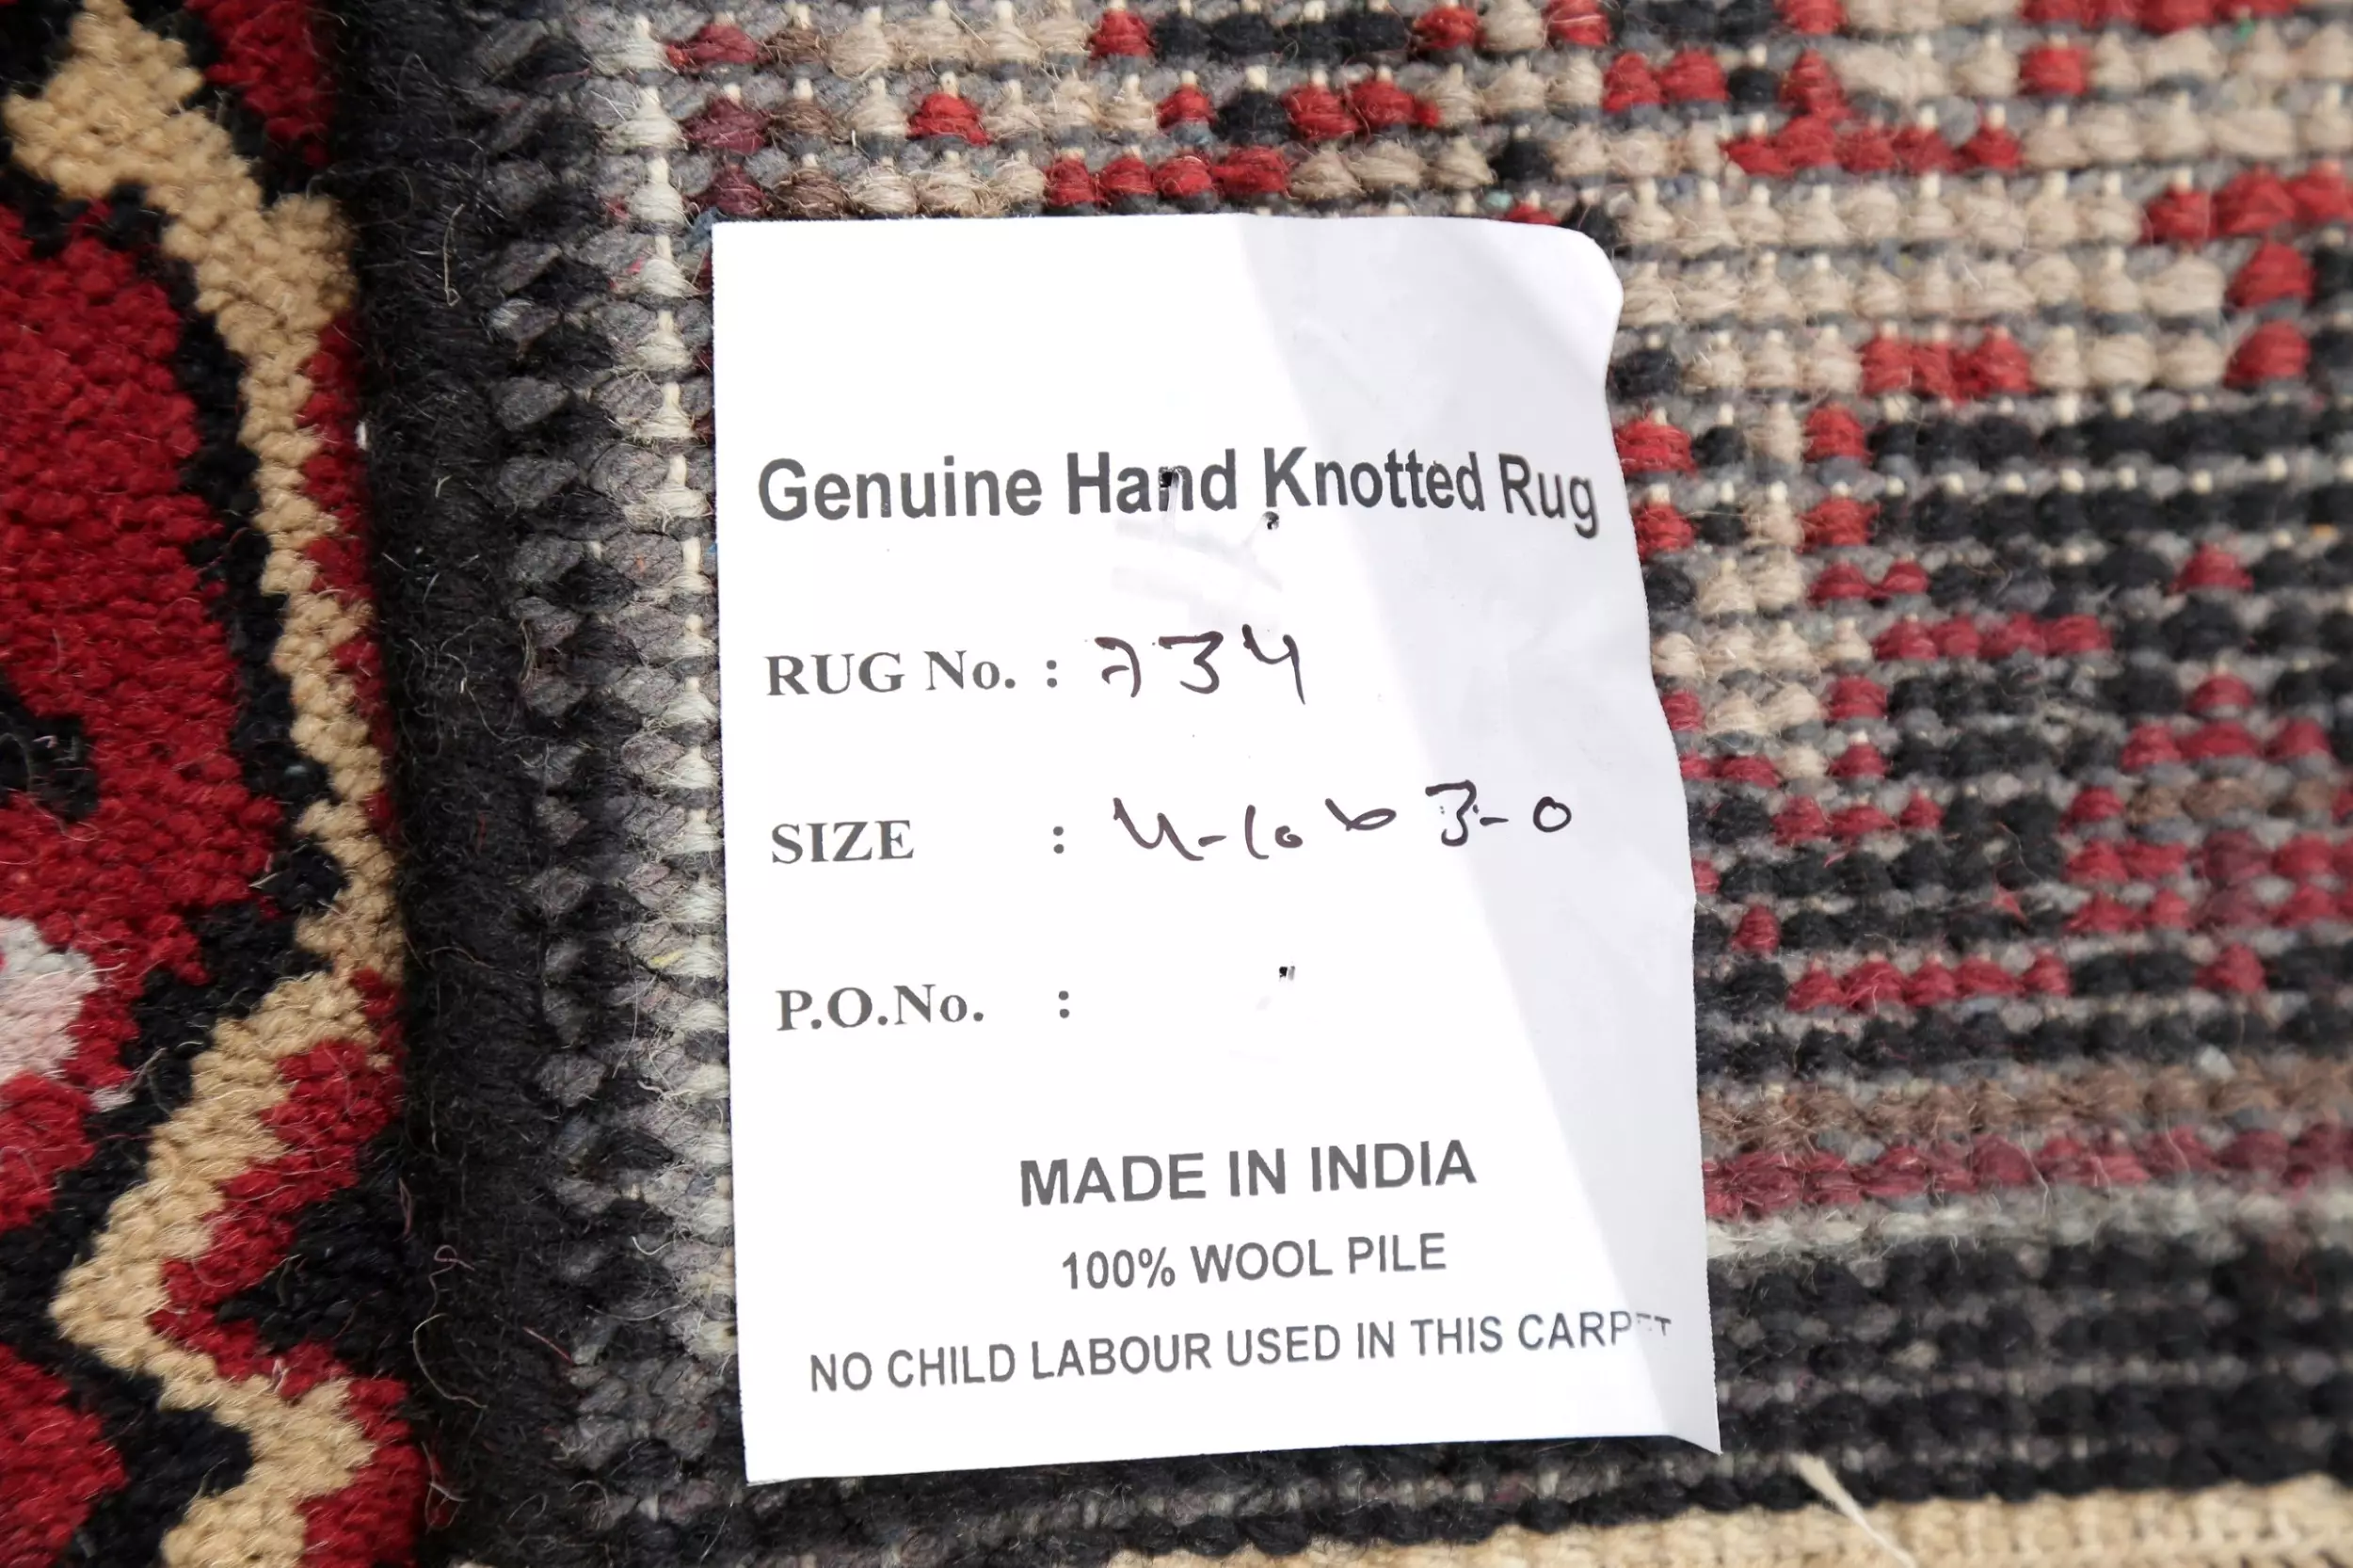 Genuine Hand Knotted Rug
RUG No. : 734
SIZE : 4-10 x 3-0
P.O.No. :
MADE IN INDIA
100% WOOL PILE
NO CHILD LABOUR USED IN THIS CARPET